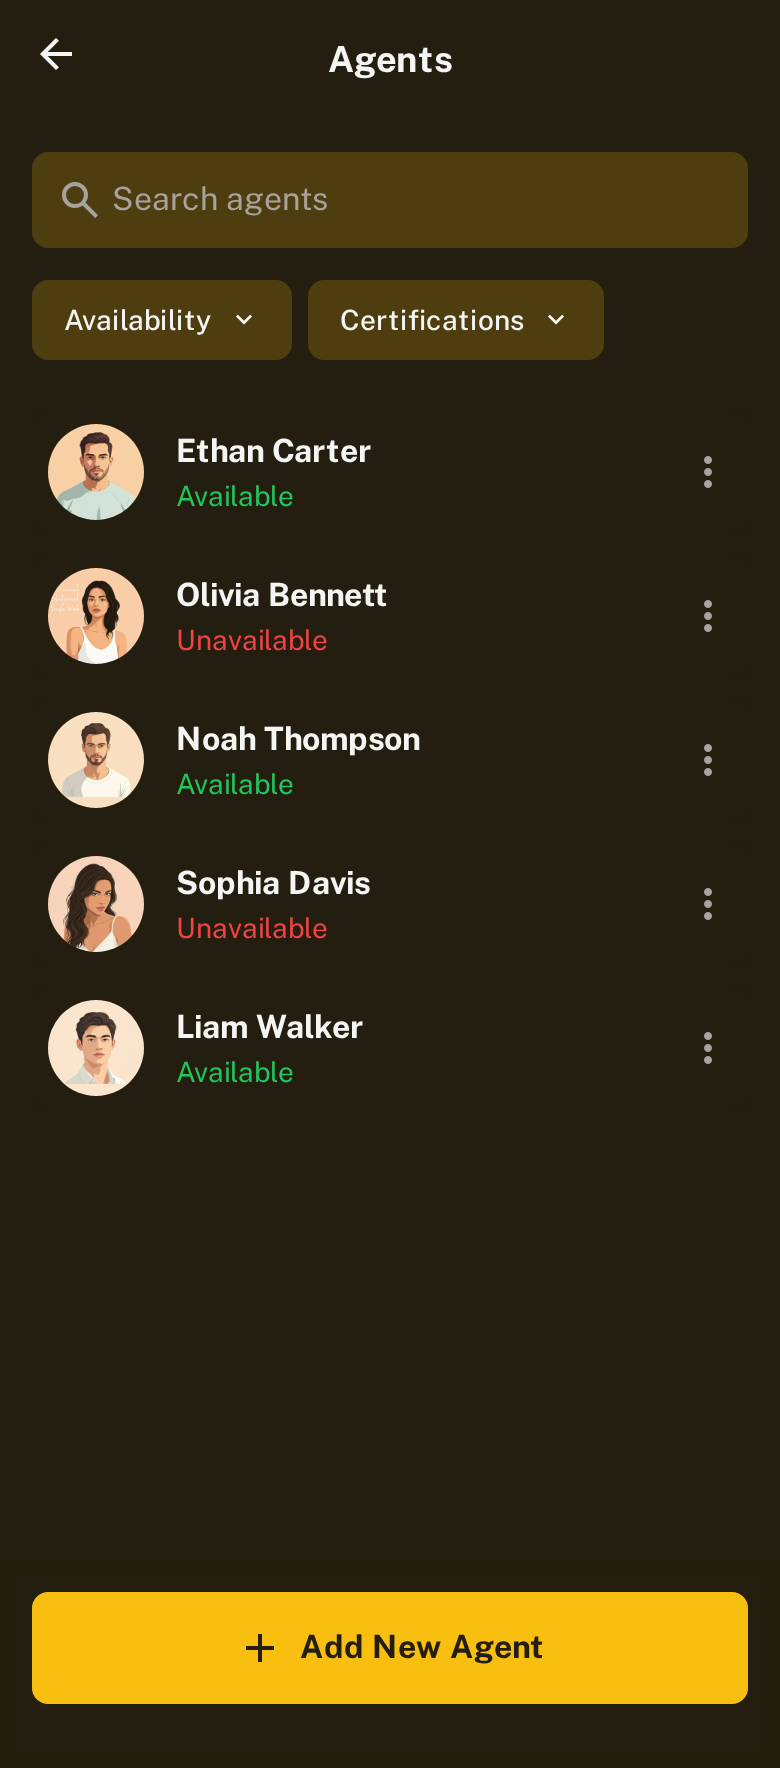 Agents
Search agents
Availability
Certifications
Ethan Carter
Available
Olivia Bennett
Unavailable
Noah Thompson
Available
Sophia Davis
Unavailable
Liam Walker
Available
Add New Agent